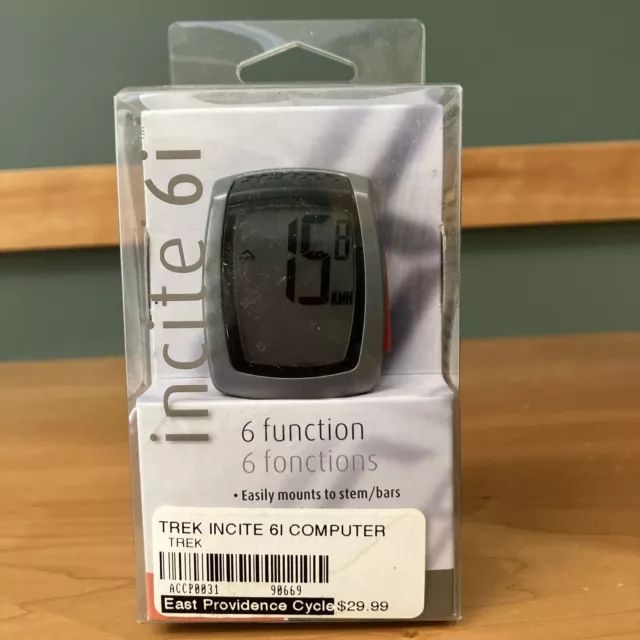 incite 6i
15 8
KMH
6 function
6 fonctions
• Easily mounts to stem/bars
TREK INCITE 6I COMPUTER
TREK
ACCP0031 90669
East Providence Cycle $29.99